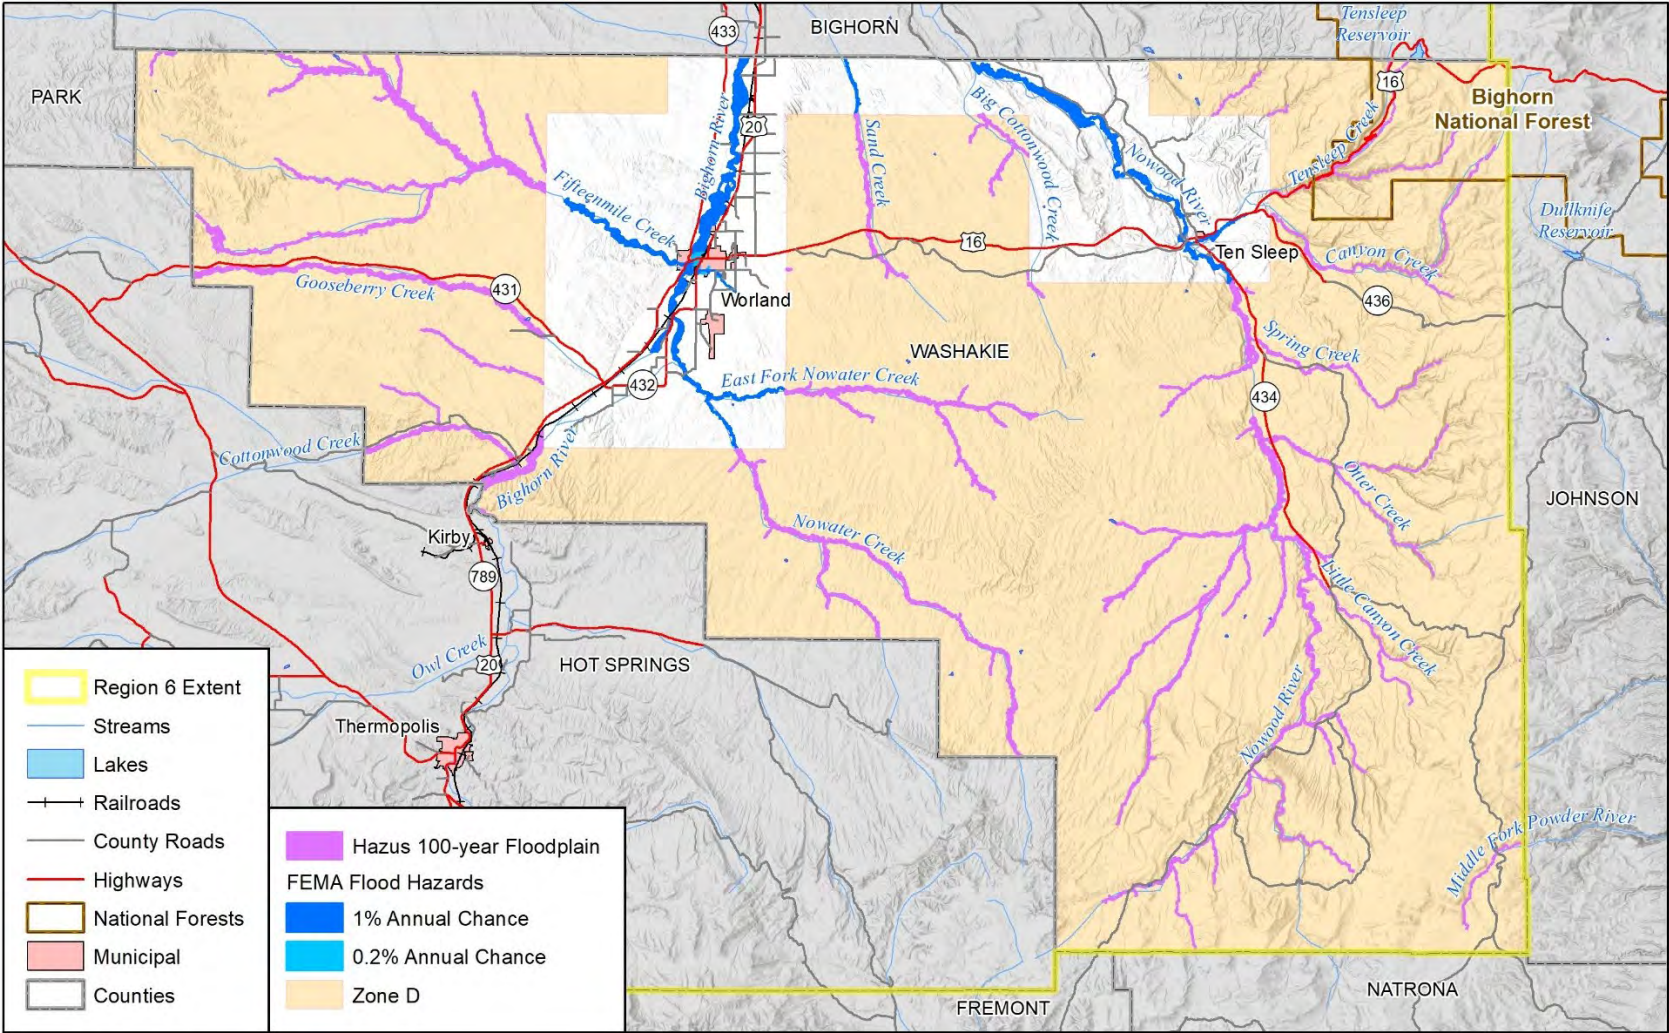 433
BIGHORN
Tensleep
Reservoir
PARK
16
Bighorn
National Forest
20
Bighorn River
Sand Creek
Big Cottonwood Creek
Nowood River
Tensleep Creek
Fifteenmile Creek
16
Dullknife
Reservoir
Ten Sleep
Canyon Creek
Gooseberry Creek
431
Worland
436
Spring Creek
WASHAKIE
East Fork Nowater Creek
432
434
Cottonwood Creek
Bighorn River
Otter Creek
JOHNSON
Nowater Creek
Kirby
789
Little Canyon Creek
Owl Creek
20
HOT SPRINGS
Nowood River
Thermopolis
Middle Fork Powder River
NATRONA
FREMONT
Region 6 Extent
Streams
Lakes
Railroads
County Roads
Highways
National Forests
Municipal
Counties
Hazus 100-year Floodplain
FEMA Flood Hazards
1% Annual Chance
0.2% Annual Chance
Zone D